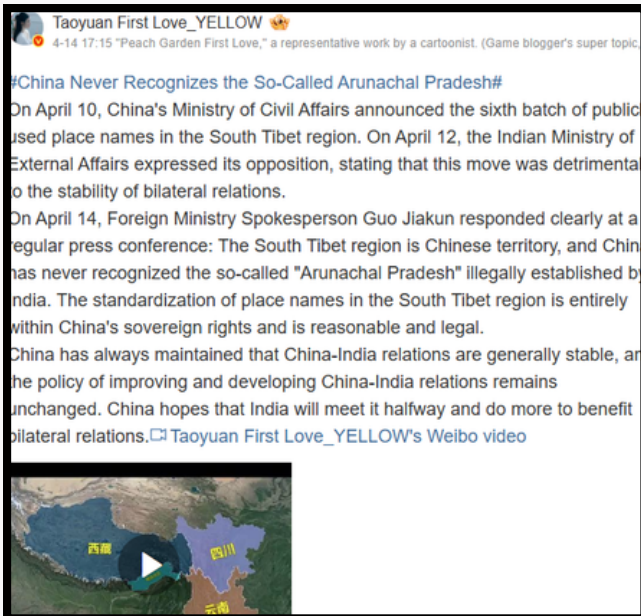 Taoyuan First Love_YELLOW
4-14 17:15 "Peach Garden First Love," a representative work by a cartoonist. (Game blogger's super topic,
#China Never Recognizes the So-Called Arunachal Pradesh#
On April 10, China's Ministry of Civil Affairs announced the sixth batch of public
used place names in the South Tibet region. On April 12, the Indian Ministry of
External Affairs expressed its opposition, stating that this move was detrimental
to the stability of bilateral relations.
On April 14, Foreign Ministry Spokesperson Guo Jiakun responded clearly at a
regular press conference: The South Tibet region is Chinese territory, and Chin
has never recognized the so-called "Arunachal Pradesh" illegally established by
India. The standardization of place names in the South Tibet region is entirely
within China's sovereign rights and is reasonable and legal.
China has always maintained that China-India relations are generally stable, an
the policy of improving and developing China-India relations remains
unchanged. China hopes that India will meet it halfway and do more to benefit
bilateral relations. Taoyuan First Love_YELLOW's Weibo video
西藏
四川
云南